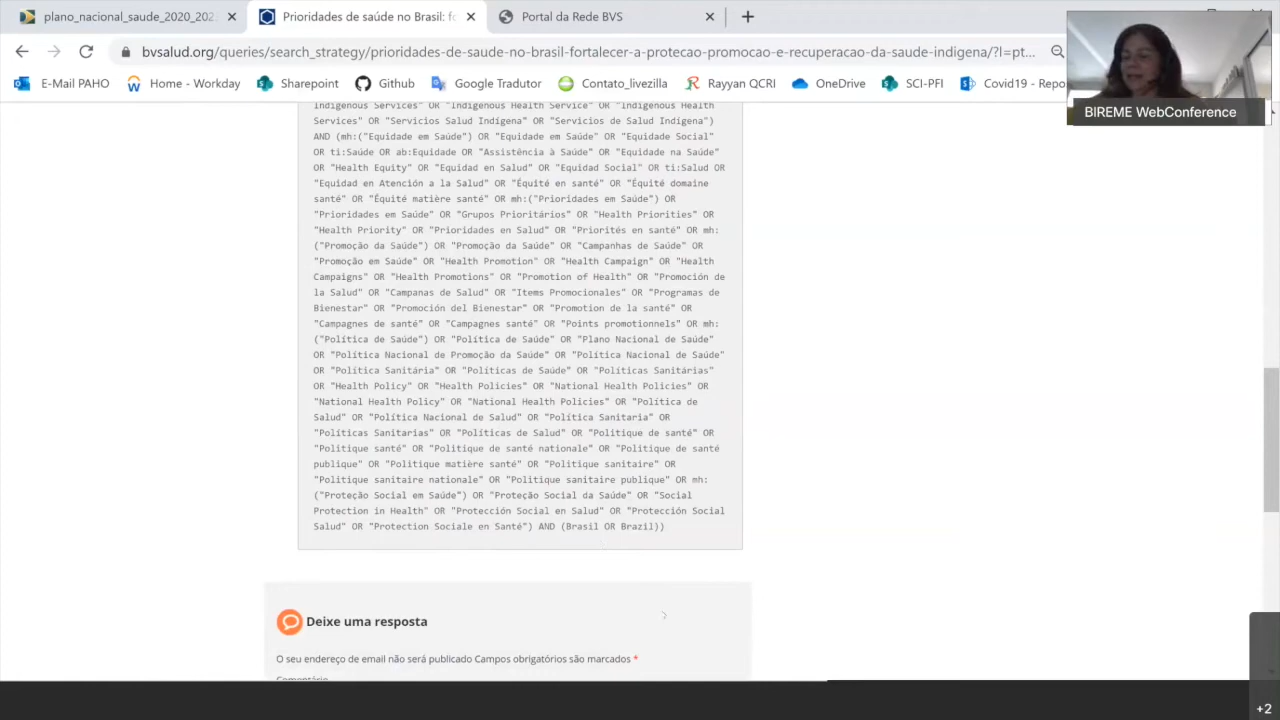 plano_nacional_saude_2020_202
Prioridades de saúde no Brasil: fo
Portal da Rede BVS
bvsalud.org/queries/search_strategy/prioridades-de-saude-no-brasil-fortalecer-a-protecao-promocao-e-recuperacao-da-saude-indigena/?l=pt...
E-Mail PAHO
Home - Workday
Sharepoint
Github
Google Tradutor
Contato_livezilla
Rayyan QCRI
OneDrive
SCI-PFI
Covid19 - Repo
BIREME WebConference
Indigenous Services" OR "Indigenous Health Service" OR "Indigenous Health
Services" OR "Servicios Salud Indígena" OR "Servicios de Salud Indígena")
AND (mh:("Equidade em Saúde") OR "Equidade em Saúde" OR "Equidade Social"
OR ti:Saúde OR ab:Equidade OR "Assistência à Saúde" OR "Equidade na Saúde"
OR "Health Equity" OR "Equidad en Salud" OR "Equidad Social" OR ti:Salud OR
"Equidad en Atención a la Salud" OR "Équité en santé" OR "Équité domaine
santé" OR "Équité matière santé" OR mh:("Prioridades em Saúde") OR
"Prioridades em Saúde" OR "Grupos Prioritários" OR "Health Priorities" OR
"Health Priority" OR "Prioridades en Salud" OR "Priorités en santé" OR mh:
("Promoção da Saúde") OR "Promoção da Saúde" OR "Campanhas de Saúde" OR
"Promoção em Saúde" OR "Health Promotion" OR "Health Campaign" OR "Health
Campaigns" OR "Health Promotions" OR "Promotion of Health" OR "Promoción de
la Salud" OR "Campanas de Salud" OR "Items Promocionales" OR "Programas de
Bienestar" OR "Promoción del Bienestar" OR "Promotion de la santé" OR
"Campagnes de santé" OR "Campagnes santé" OR "Points promotionnels" OR mh:
("Política de Saúde") OR "Política de Saúde" OR "Plano Nacional de Saúde"
OR "Política Nacional de Promoção da Saúde" OR "Política Nacional de Saúde"
OR "Política Sanitária" OR "Políticas de Saúde" OR "Políticas Sanitárias"
OR "Health Policy" OR "Health Policies" OR "National Health Policies" OR
"National Health Policy" OR "National Health Policies" OR "Política de
Salud" OR "Política Nacional de Salud" OR "Política Sanitaria" OR
"Políticas Sanitarias" OR "Políticas de Salud" OR "Politique de santé" OR
"Politique santé" OR "Politique de santé nationale" OR "Politique de santé
publique" OR "Politique matière santé" OR "Politique sanitaire" OR
"Politique sanitaire nationale" OR "Politique sanitaire publique" OR mh:
("Proteção Social em Saúde") OR "Proteção Social da Saúde" OR "Social
Protection in Health" OR "Protección Social en Salud" OR "Protección Social
Salud" OR "Protection Sociale en Santé") AND (Brasil OR Brazil))
Deixe uma resposta
O seu endereço de email não será publicado Campos obrigatórios são marcados *
Comentário
+2